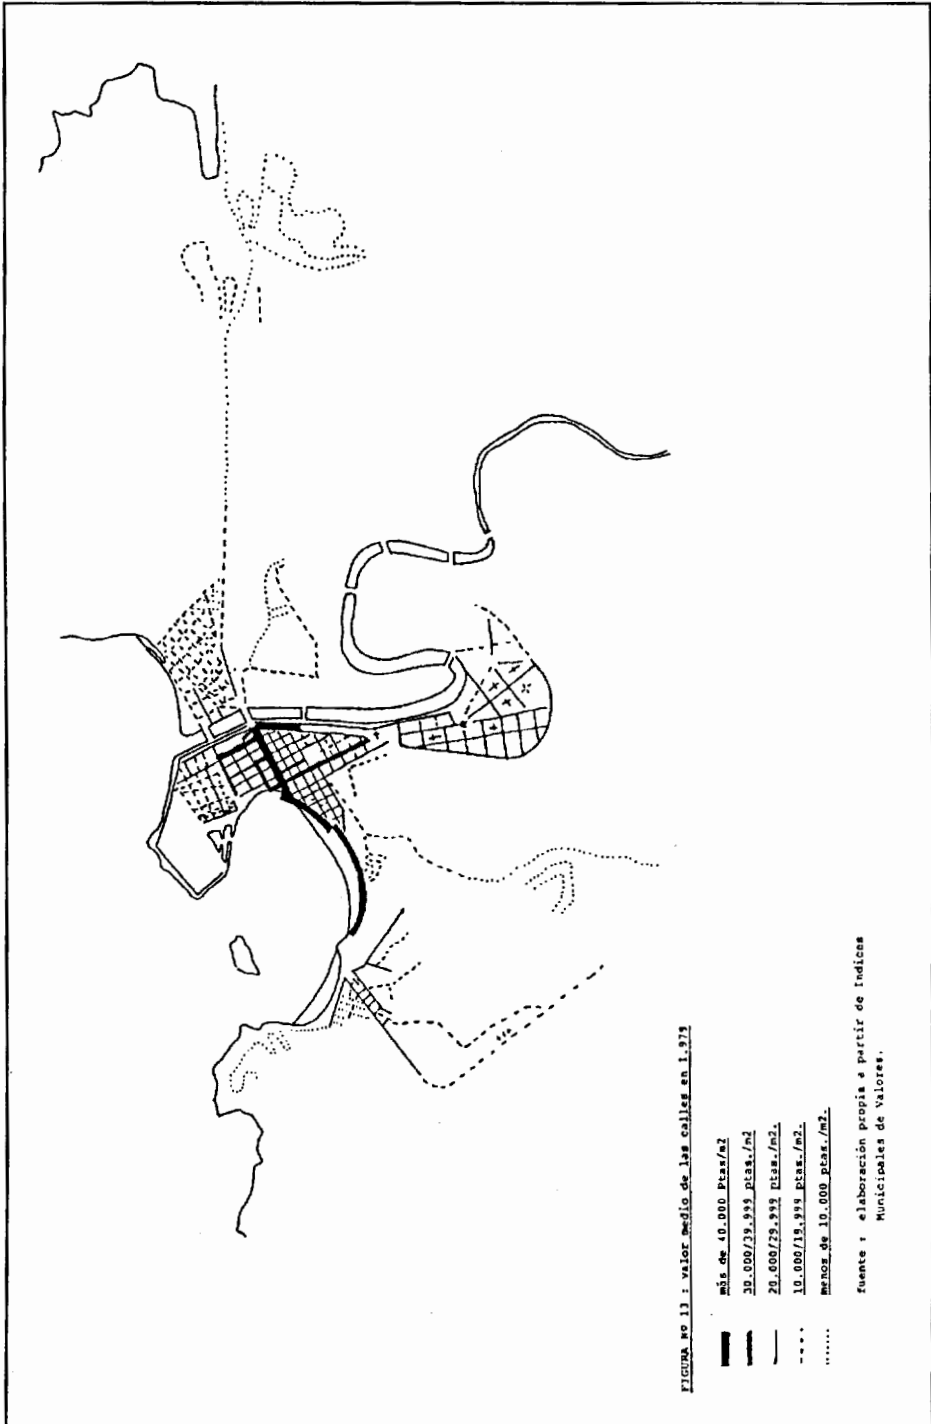 FIGURA Nº 13 : valor medio de las calles en 1.979
más de 40.000 Ptas/m2
30.000/39.999 ptas./m2
20.000/29.999 ptas./m2.
10.000/19.999 ptas./m2.
menos de 10.000 ptas./m2.
fuente : elaboración propia a partir de Indices
Municipales de Valores.